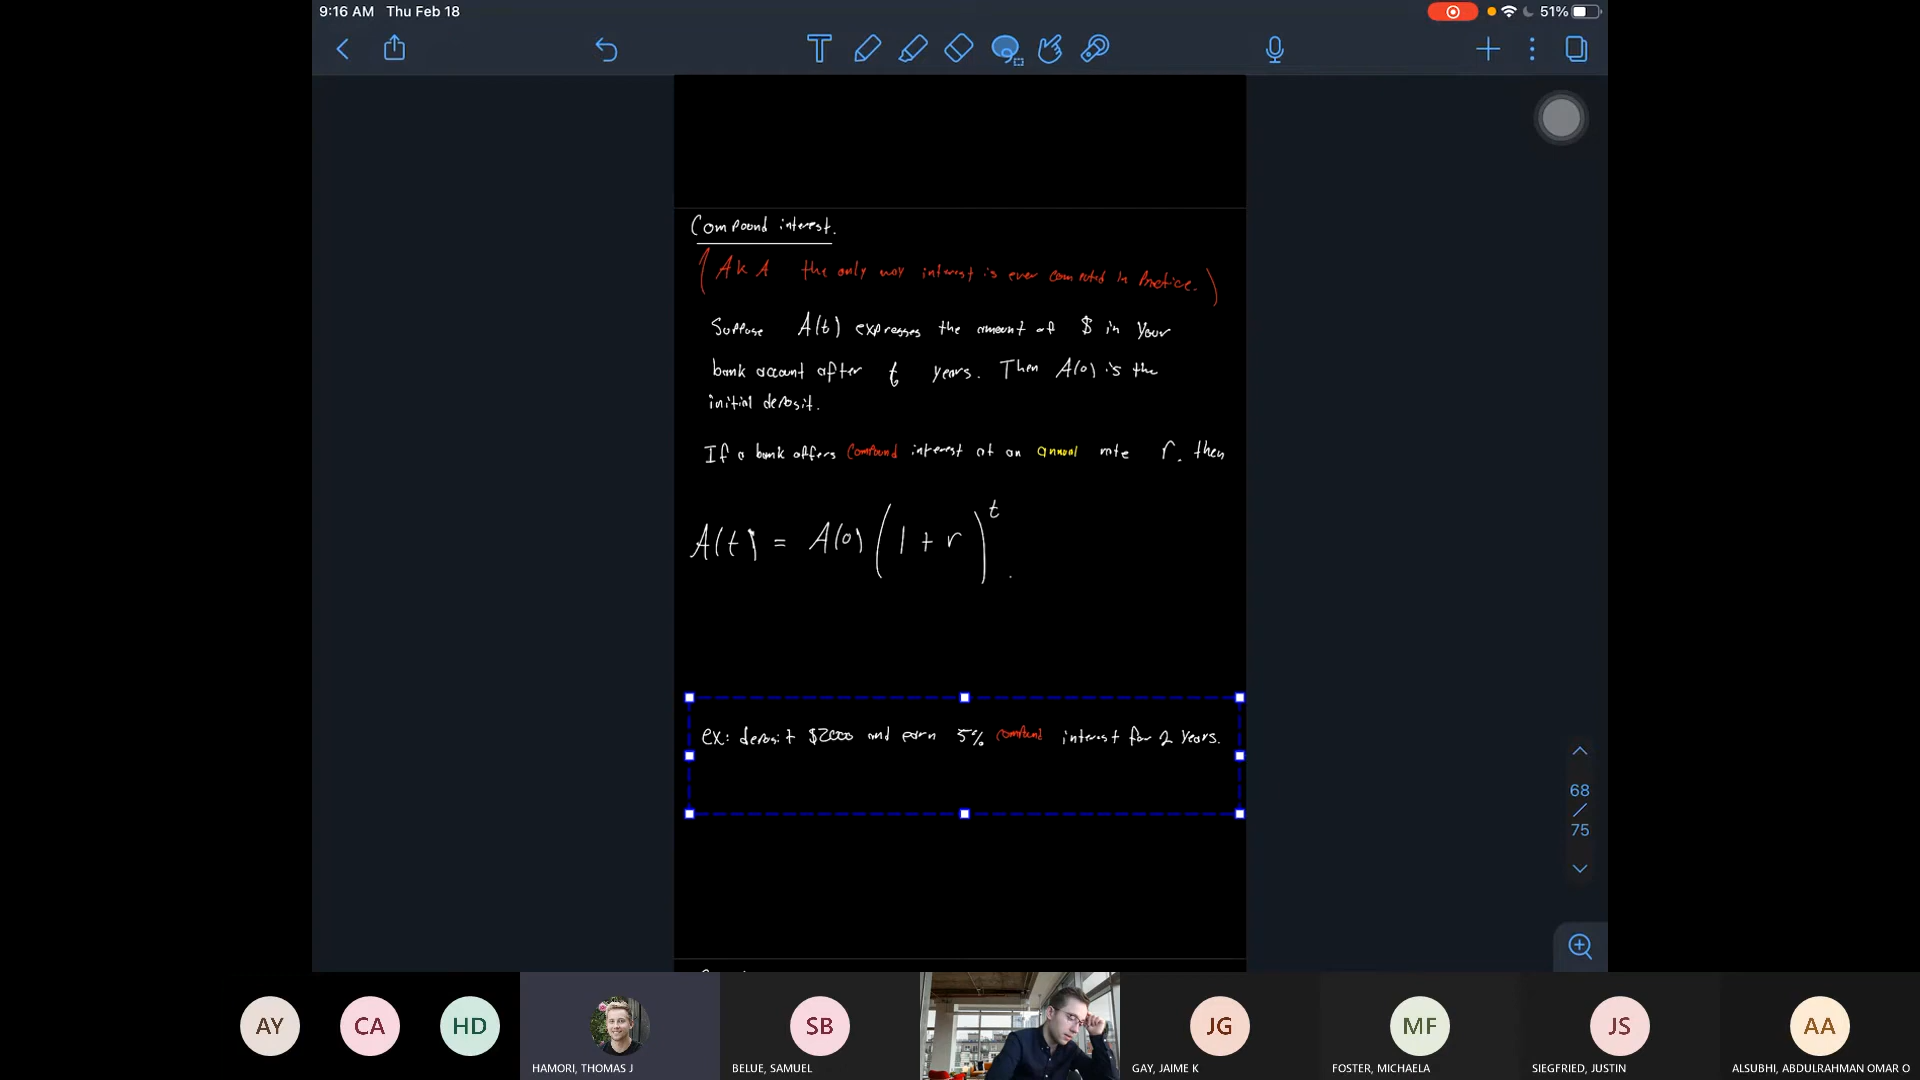 9:16 AM Thu Feb 18
51%
T
Compound interest.
(AKA the only way interest is ever computed in Practice.)
Suppose A(t) expresses the amount of $ in your
bank account after t years. Then A(0) is the
initial deposit.
If a bank offers Compound interest at an annual rate r, then
A(t) = A(0) (1 + r)^t.
ex: deposit $2000 and earn 5% compound interest for 2 years.
68
/
75
AY
CA
HD
SB
JG
MF
JS
AA
HAMORI, THOMAS J
BELUE, SAMUEL
GAY, JAIME K
FOSTER, MICHAELA
SIEGFRIED, JUSTIN
ALSUBHI, ABDULRAHMAN OMAR O